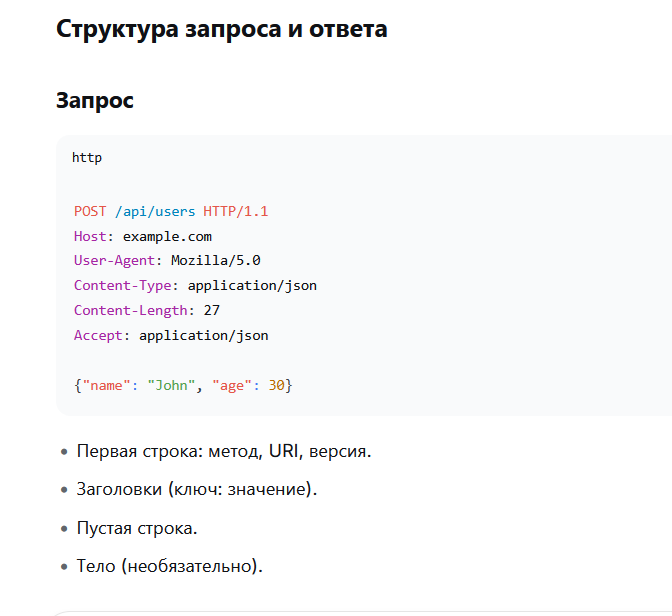 Структура запроса и ответа
Запрос
http
POST /api/users HTTP/1.1
Host: example.com
User-Agent: Mozilla/5.0
Content-Type: application/json
Content-Length: 27
Accept: application/json
{"name": "John", "age": 30}
• Первая строка: метод, URI, версия.
• Заголовки (ключ: значение).
• Пустая строка.
• Тело (необязательно).